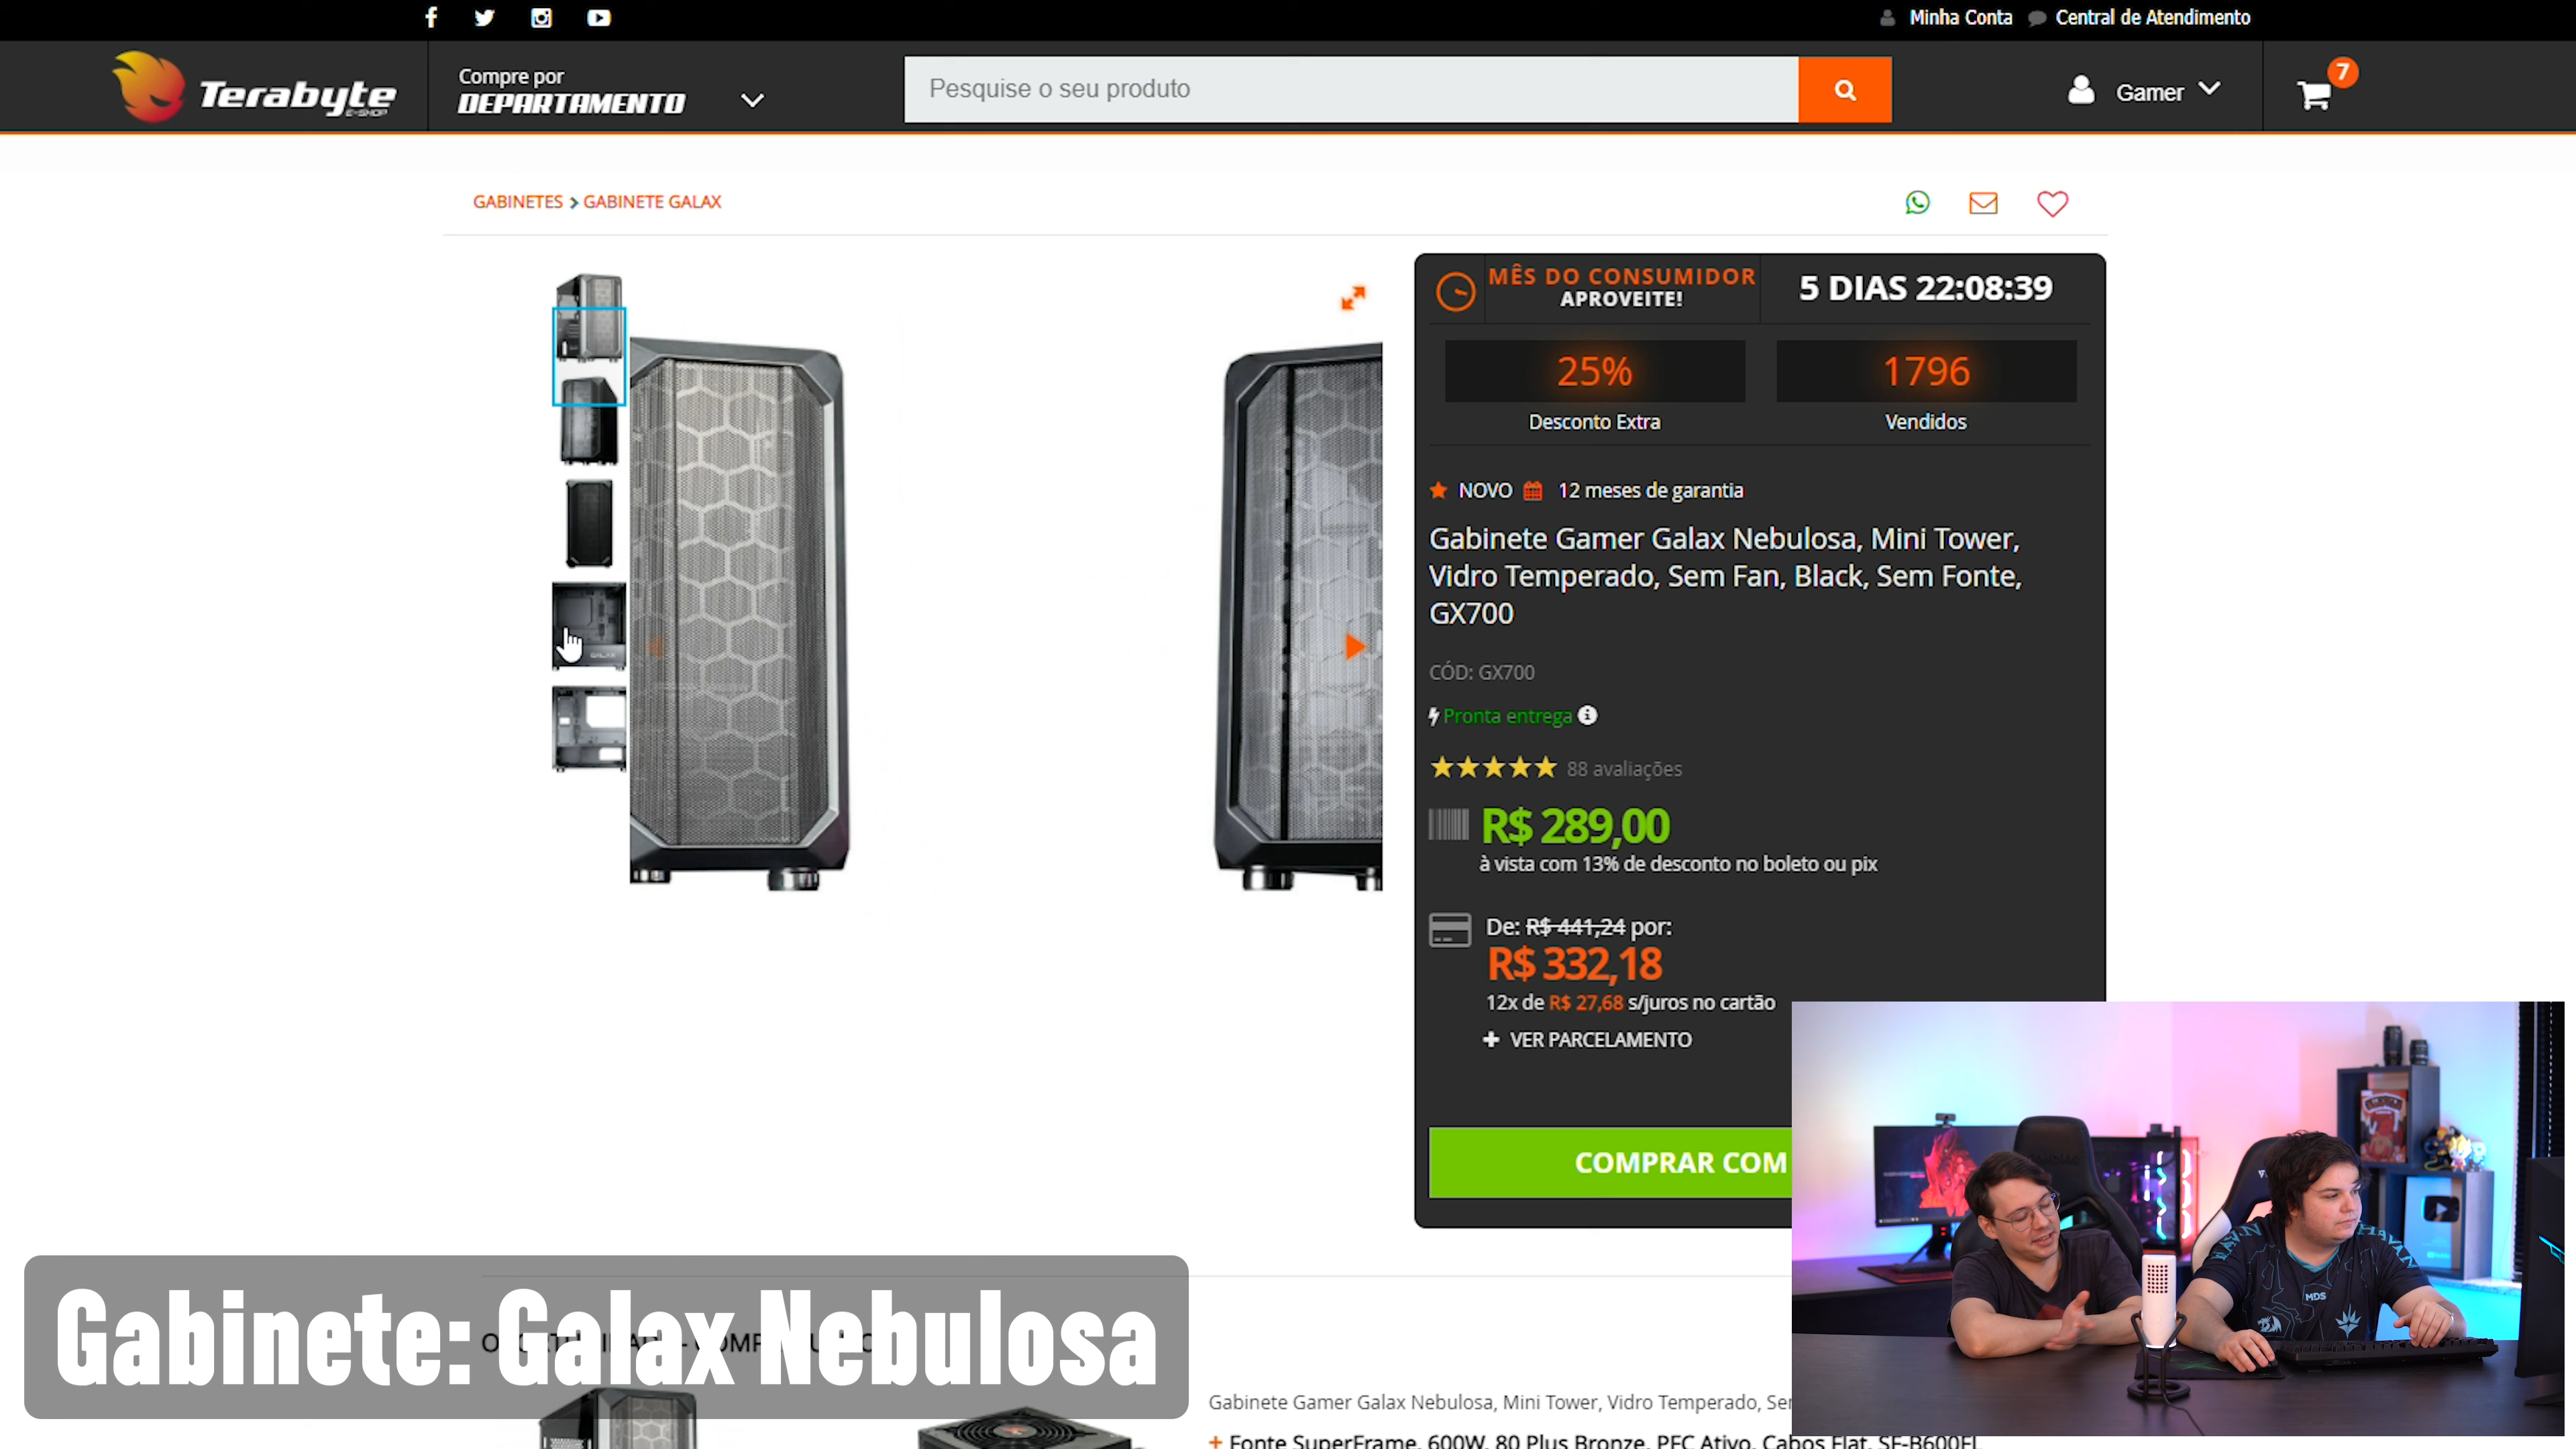 Minha Conta
Central de Atendimento
Terabyte
E-SHOP
Compre por
DEPARTAMENTO
Pesquise o seu produto
Gamer
7
GABINETES > GABINETE GALAX
MÊS DO CONSUMIDOR
APROVEITE!
5 DIAS 22:08:39
25%
Desconto Extra
1796
Vendidos
NOVO
12 meses de garantia
Gabinete Gamer Galax Nebulosa, Mini Tower,
Vidro Temperado, Sem Fan, Black, Sem Fonte,
GX700
CÓD: GX700
Pronta entrega
88 avaliações
R$ 289,00
à vista com 13% de desconto no boleto ou pix
De: R$ 441,24 por:
R$ 332,18
12x de R$ 27,68 s/juros no cartão
+ VER PARCELAMENTO
COMPRAR COM
Gabinete: Galax Nebulosa
Gabinete Gamer Galax Nebulosa, Mini Tower, Vidro Temperado, Se
+ Fonte SuperFrame, 600W, 80 Plus Bronze, PFC Ativo, Cabos Flat, SF-B600FL
MDS